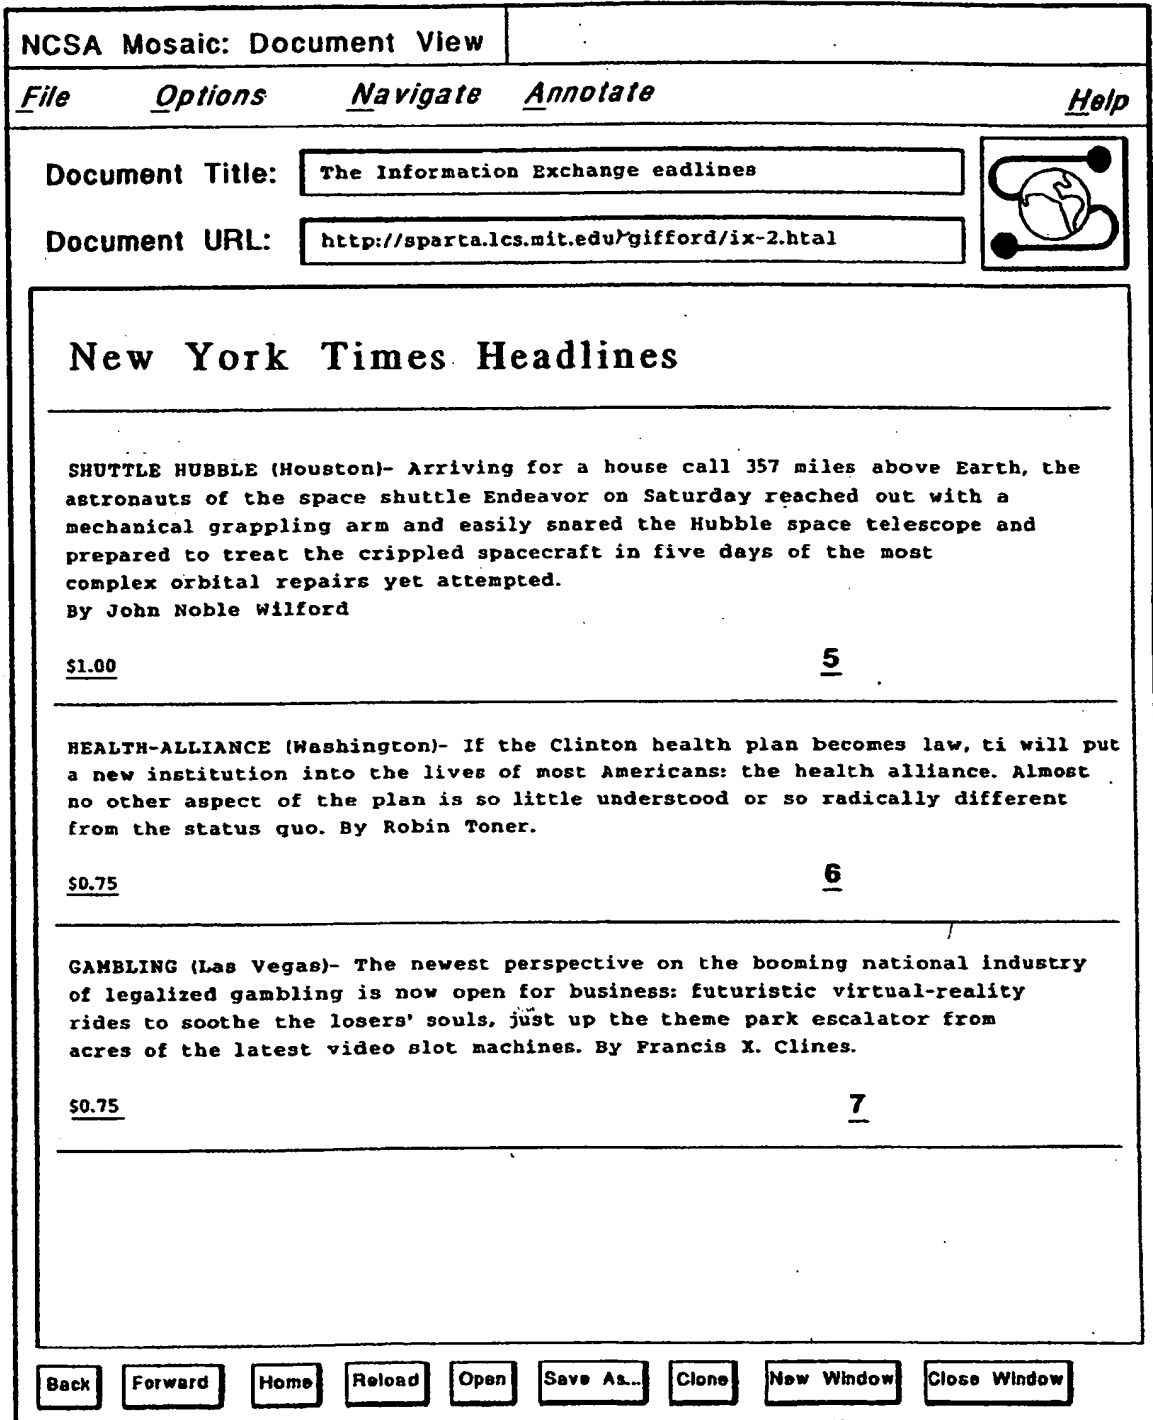 NCSA Mosaic: Document View
File Options Navigate Annotate Help
Document Title: The Information Exchange eadlines
Document URL: http://sparta.lcs.mit.edu/~gifford/ix-2.htal
New York Times Headlines
SHUTTLE HUBBLE (Houston)- Arriving for a house call 357 miles above Earth, the
astronauts of the space shuttle Endeavor on Saturday reached out with a
mechanical grappling arm and easily snared the Hubble space telescope and
prepared to treat the crippled spacecraft in five days of the most
complex orbital repairs yet attempted.
By John Noble Wilford
$1.00 5
HEALTH-ALLIANCE (Washington)- If the Clinton health plan becomes law, ti will put
a new institution into the lives of most Americans: the health alliance. Almost
no other aspect of the plan is so little understood or so radically different
from the status quo. By Robin Toner.
$0.75 6
GAMBLING (Las Vegas)- The newest perspective on the booming national industry
of legalized gambling is now open for business: futuristic virtual-reality
rides to soothe the losers' souls, just up the theme park escalator from
acres of the latest video slot machines. By Francis X. Clines.
$0.75 7
Back Forward Home Reload Open Save As... Clone New Window Close Window